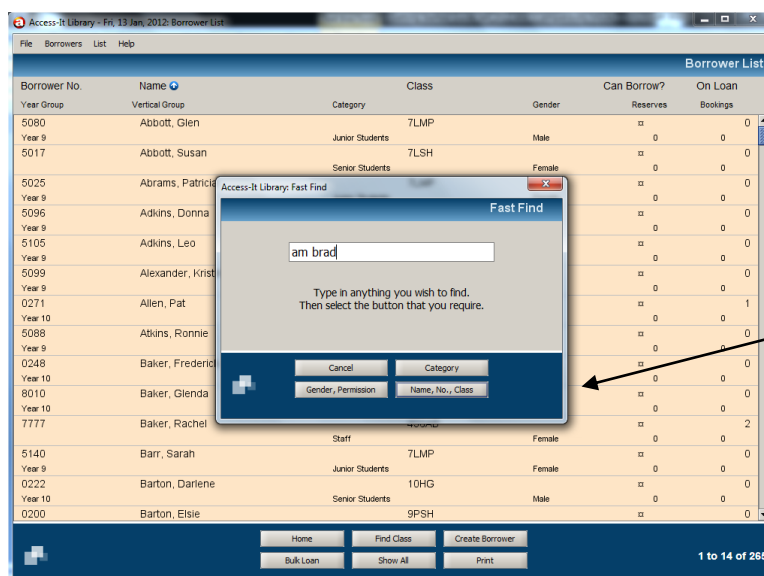 Access-It Library - Fri, 13 Jan, 2012: Borrower List
File Borrowers List Help
Borrower List
Borrower No. Name Class Can Borrow? On Loan
Year Group Vertical Group Category Gender Reserves Bookings
5080 Abbott, Glen 7LMP ¤ 0
Year 9 Junior Students Male 0 0
5017 Abbott, Susan 7LSH ¤ 0
Senior Students Female 0 0
5025 Abrams, Patricia ¤ 0
Year 9 0 0
5096 Adkins, Donna ¤ 0
Year 9 0 0
5105 Adkins, Leo ¤ 0
Year 9 0 0
5099 Alexander, Krist ¤ 0
Year 9 0 0
0271 Allen, Pat ¤ 1
Year 10 0 0
5088 Atkins, Ronnie ¤ 0
Year 9 0 0
0248 Baker, Frederic ¤ 0
Year 10 0 0
8010 Baker, Glenda ¤ 0
Year 10 0 0
7777 Baker, Rachel ¤ 2
Staff Female 0 0
5140 Barr, Sarah 7LMP ¤ 0
Year 9 Junior Students Female 0 0
0222 Barton, Darlene 10HG ¤ 0
Year 10 Senior Students Male 0 0
0200 Barton, Elsie 9PSH ¤ 0
Access-It Library: Fast Find
Fast Find
am brad
Type in anything you wish to find.
Then select the button that you require.
Cancel Category
Gender, Permission Name, No., Class
Home Find Class Create Borrower
Bulk Loan Show All Print
1 to 14 of 265